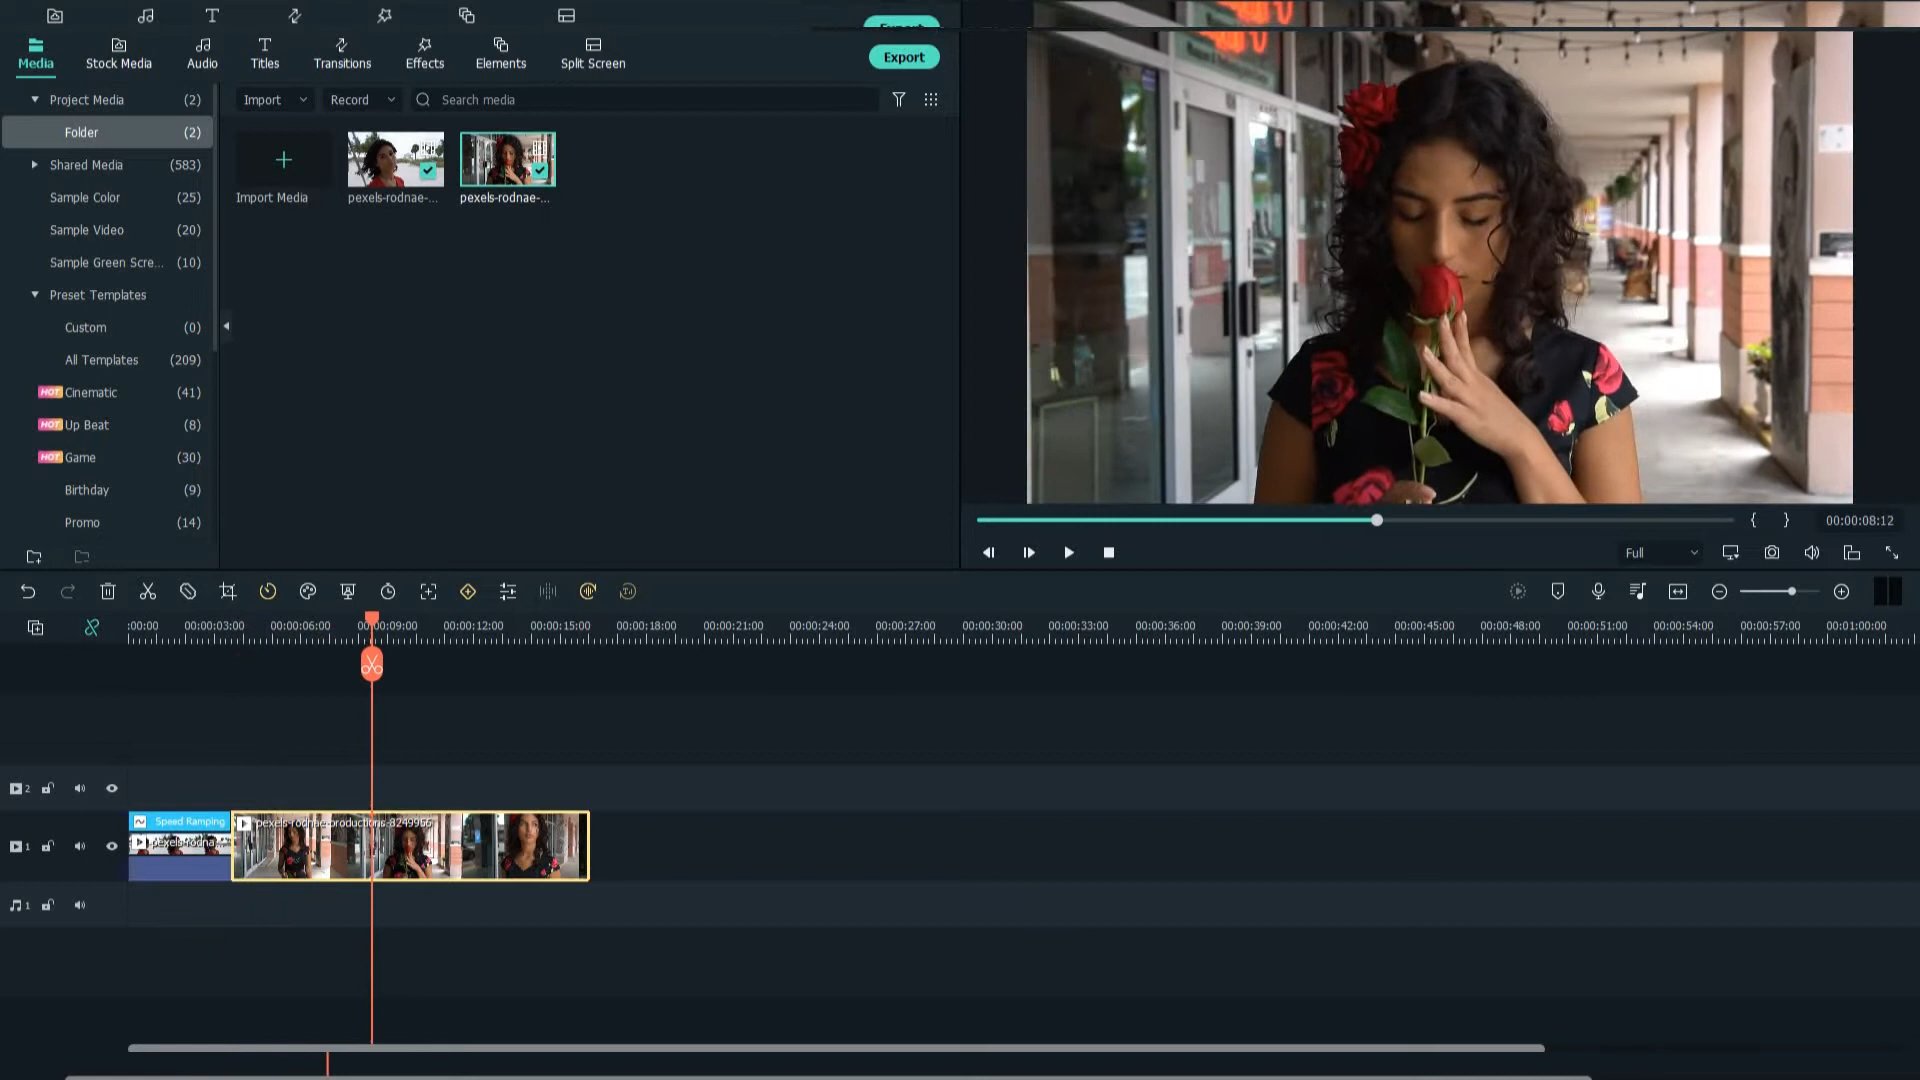 Export
Media
Stock Media
Audio
Titles
Transitions
Effects
Elements
Split Screen
Export
Project Media (2)
Folder (2)
Shared Media (583)
Sample Color (25)
Sample Video (20)
Sample Green Scre... (10)
Preset Templates
Custom (0)
All Templates (209)
HOT Cinematic (41)
HOT Up Beat (8)
HOT Game (30)
Birthday (9)
Promo (14)
Import
Record
Search media
Import Media
pexels-rodnae-...
pexels-rodnae-...
{ }
00:00:08:12
Full
:00:00 00:00:03:00 00:00:06:00 00:00:09:00 00:00:12:00 00:00:15:00 00:00:18:00 00:00:21:00 00:00:24:00 00:00:27:00 00:00:30:00 00:00:33:00 00:00:36:00 00:00:39:00 00:00:42:00 00:00:45:00 00:00:48:00 00:00:51:00 00:00:54:00 00:00:57:00 00:01:00:00
2
Speed Ramping
pexels-rodnae-productions-8249956
pexels-rodna...
1
1